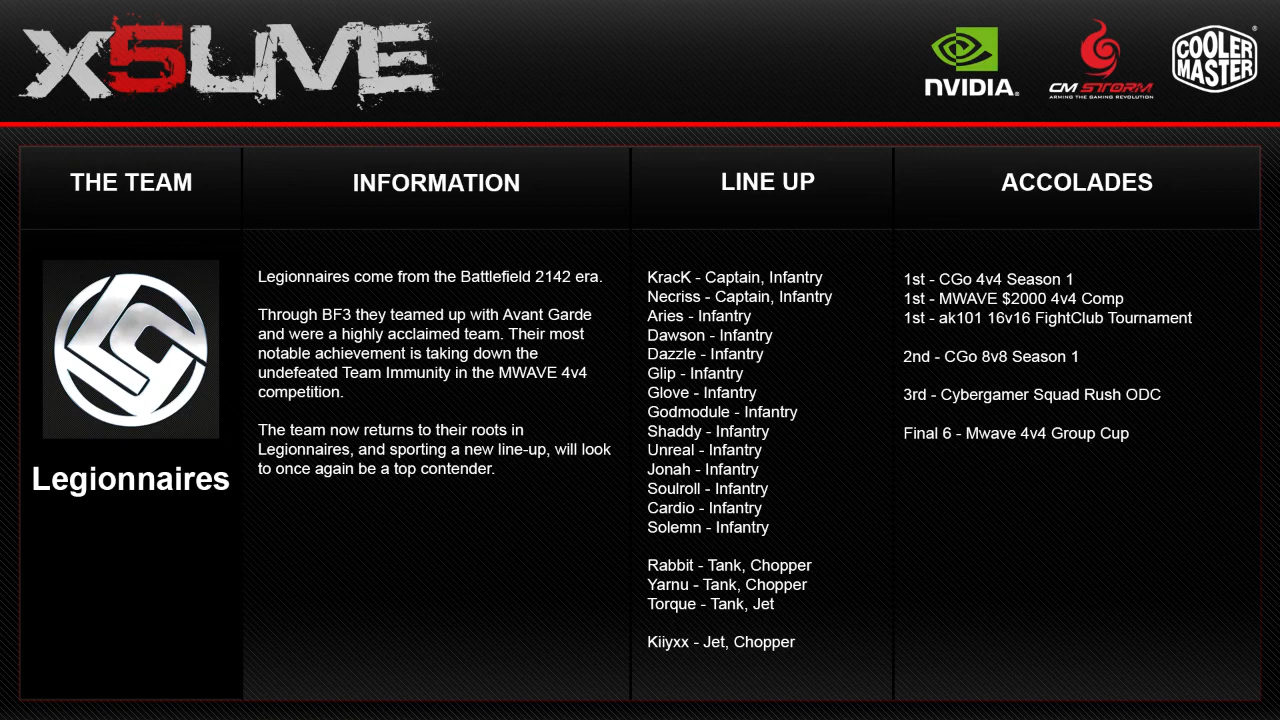 X5LIVE
NVIDIA.
CM STORM
ARMING THE GAMING REVOLUTION
COOLER
MASTER
THE TEAM
INFORMATION
LINE UP
ACCOLADES
Legionnaires
Legionnaires come from the Battlefield 2142 era.
Through BF3 they teamed up with Avant Garde
and were a highly acclaimed team. Their most
notable achievement is taking down the
undefeated Team Immunity in the MWAVE 4v4
competition.
The team now returns to their roots in
Legionnaires, and sporting a new line-up, will look
to once again be a top contender.
KracK - Captain, Infantry
Necriss - Captain, Infantry
Aries - Infantry
Dawson - Infantry
Dazzle - Infantry
Glip - Infantry
Glove - Infantry
Godmodule - Infantry
Shaddy - Infantry
Unreal - Infantry
Jonah - Infantry
Soulroll - Infantry
Cardio - Infantry
Solemn - Infantry
Rabbit - Tank, Chopper
Yarnu - Tank, Chopper
Torque - Tank, Jet
Kiiyxx - Jet, Chopper
1st - CGo 4v4 Season 1
1st - MWAVE $2000 4v4 Comp
1st - ak101 16v16 FightClub Tournament
2nd - CGo 8v8 Season 1
3rd - Cybergamer Squad Rush ODC
Final 6 - Mwave 4v4 Group Cup